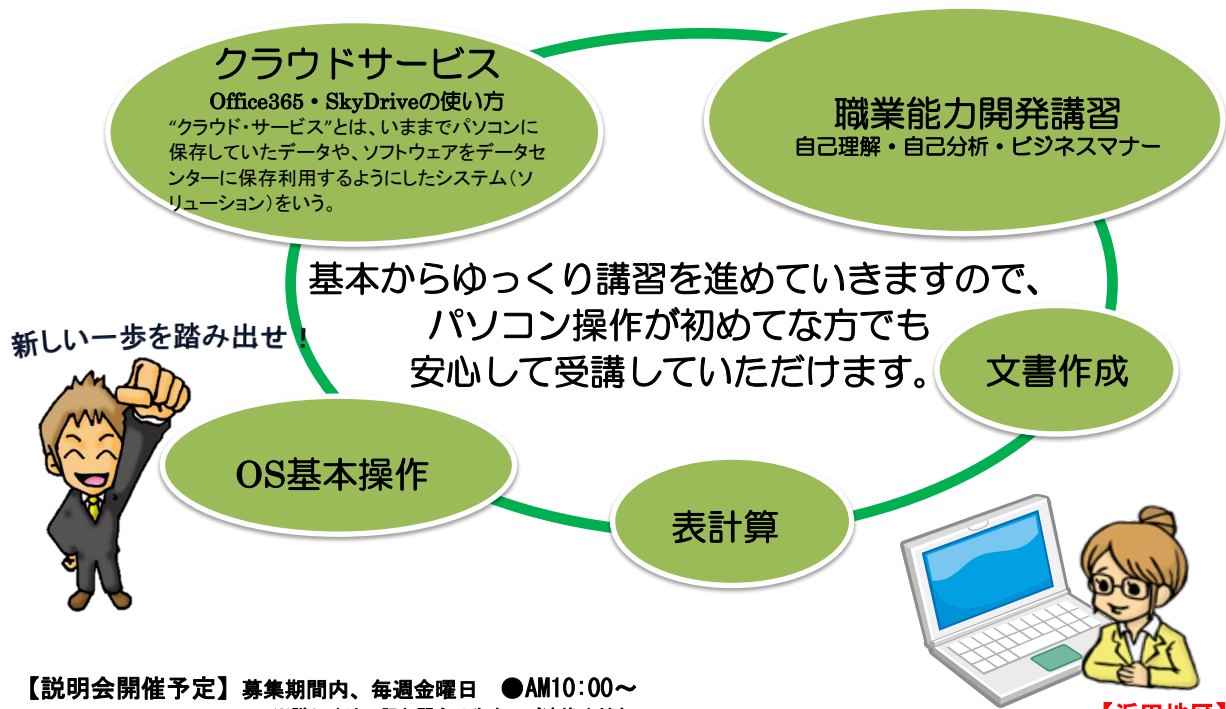 クラウドサービス
Office365・SkyDriveの使い方
“クラウド・サービス”とは、いままでパソコンに
保存していたデータや、ソフトウェアをデータセ
ンターに保存利用するようにしたシステム(ソ
リューション)をいう。
職業能力開発講習
自己理解・自己分析・ビジネスマナー
基本からゆっくり講習を進めていきますので、
パソコン操作が初めてな方でも
安心して受講していただけます。
新しい一歩を踏み出せ!
文書作成
OS基本操作
表計算
【説明会開催予定】募集期間内、毎週金曜日 ●AM10:00～